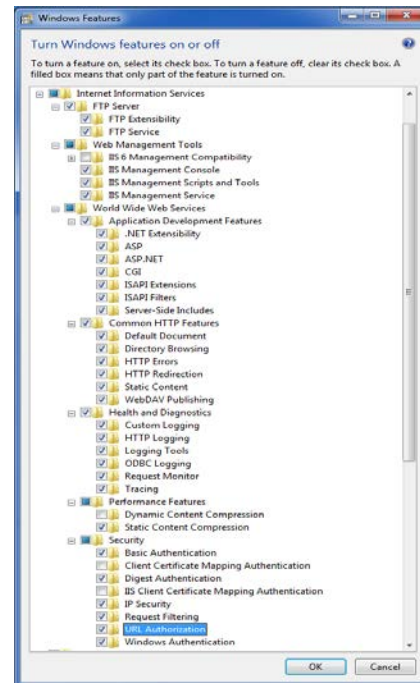 Windows Features
Turn Windows features on or off
To turn a feature on, select its check box. To turn a feature off, clear its check box. A
filled box means that only part of the feature is turned on.
Internet Information Services
FTP Server
FTP Extensibility
FTP Service
Web Management Tools
IIS 6 Management Compatibility
IIS Management Console
IIS Management Scripts and Tools
IIS Management Service
World Wide Web Services
Application Development Features
.NET Extensibility
ASP
ASP.NET
CGI
ISAPI Extensions
ISAPI Filters
Server-Side Includes
Common HTTP Features
Default Document
Directory Browsing
HTTP Errors
HTTP Redirection
Static Content
WebDAV Publishing
Health and Diagnostics
Custom Logging
HTTP Logging
Logging Tools
ODBC Logging
Request Monitor
Tracing
Performance Features
Dynamic Content Compression
Static Content Compression
Security
Basic Authentication
Client Certificate Mapping Authentication
Digest Authentication
IIS Client Certificate Mapping Authentication
IP Security
Request Filtering
URL Authorization
Windows Authentication
OK
Cancel